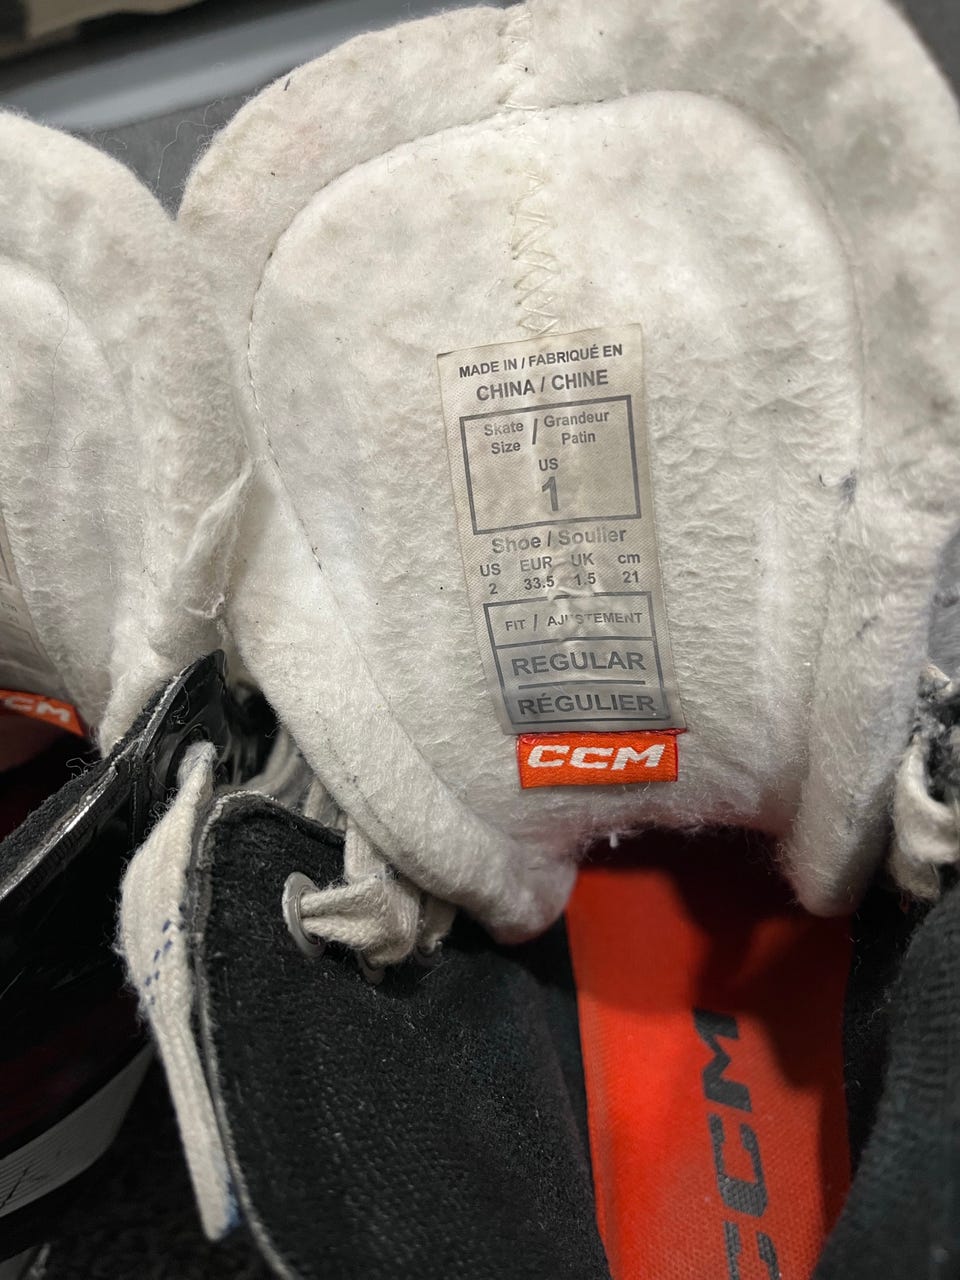 MADE IN / FABRIQUÉ EN
CHINA / CHINE
Skate / Grandeur
Size Patin
US
1
Shoe / Soulier
US EUR UK cm
2 33.5 1.5 21
FIT / AJUSTEMENT
REGULAR
RÉGULIER
CCM
CCM
CM